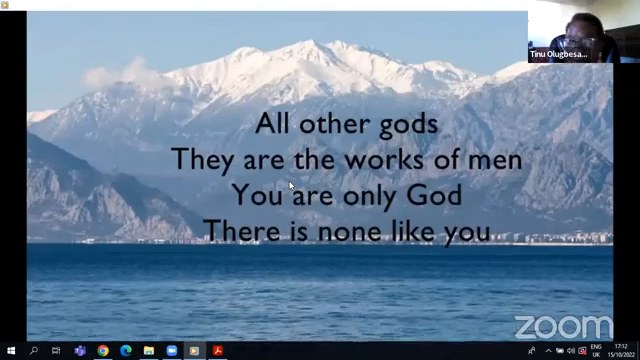 Tinu Olugbesa...
All other gods
They are the works of men
You are only God
There is none like you
zoom
ENG
UK
17:12
15/10/2022